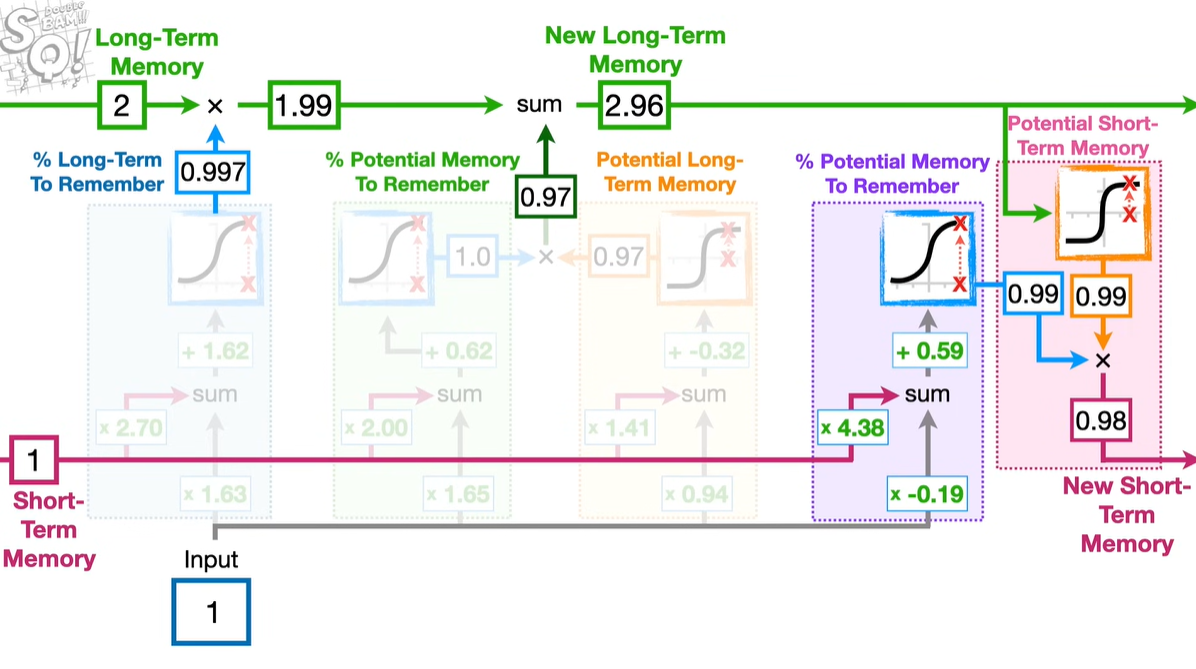 DOUBLE
BAM!!!
SQ!
Long-Term
Memory
2
×
1.99
sum
New Long-Term
Memory
2.96
% Long-Term
To Remember
0.997
% Potential Memory
To Remember
0.97
Potential Long-
Term Memory
% Potential Memory
To Remember
Potential Short-
Term Memory
1.0
×
0.97
0.99
0.99
×
+ 1.62
+ 0.62
+ -0.32
+ 0.59
sum
sum
sum
sum
x 2.70
x 2.00
x 1.41
x 4.38
0.98
1
Short-
Term
Memory
x 1.63
x 1.65
x 0.94
x -0.19
New Short-
Term
Memory
Input
1